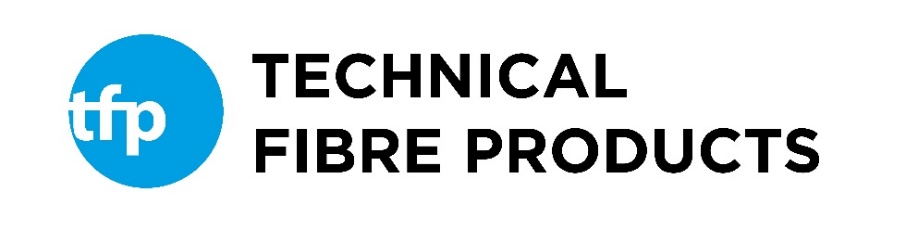 tfp
TECHNICAL
FIBRE PRODUCTS